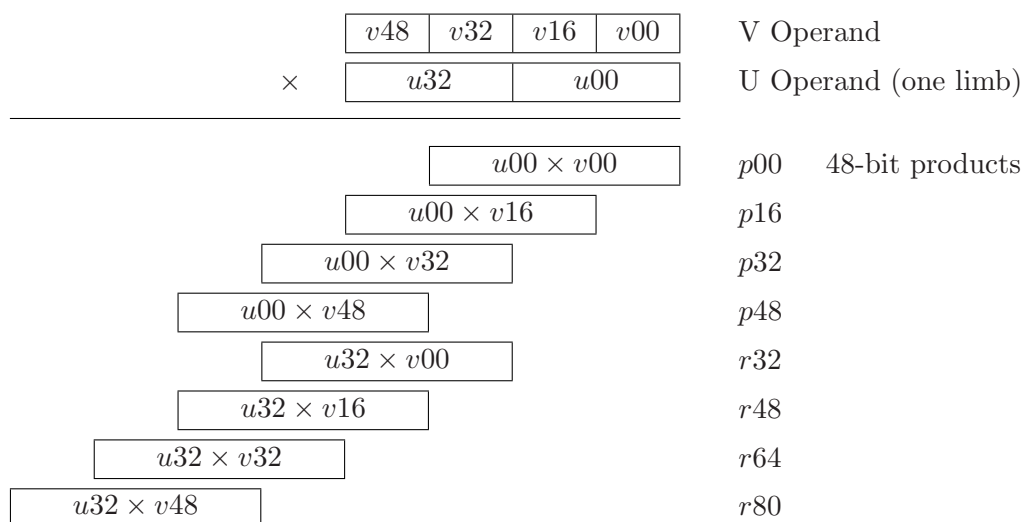 v48 v32 v16 v00 V Operand
× u32 u00 U Operand (one limb)
u00 × v00 p00 48-bit products
u00 × v16 p16
u00 × v32 p32
u00 × v48 p48
u32 × v00 r32
u32 × v16 r48
u32 × v32 r64
u32 × v48 r80